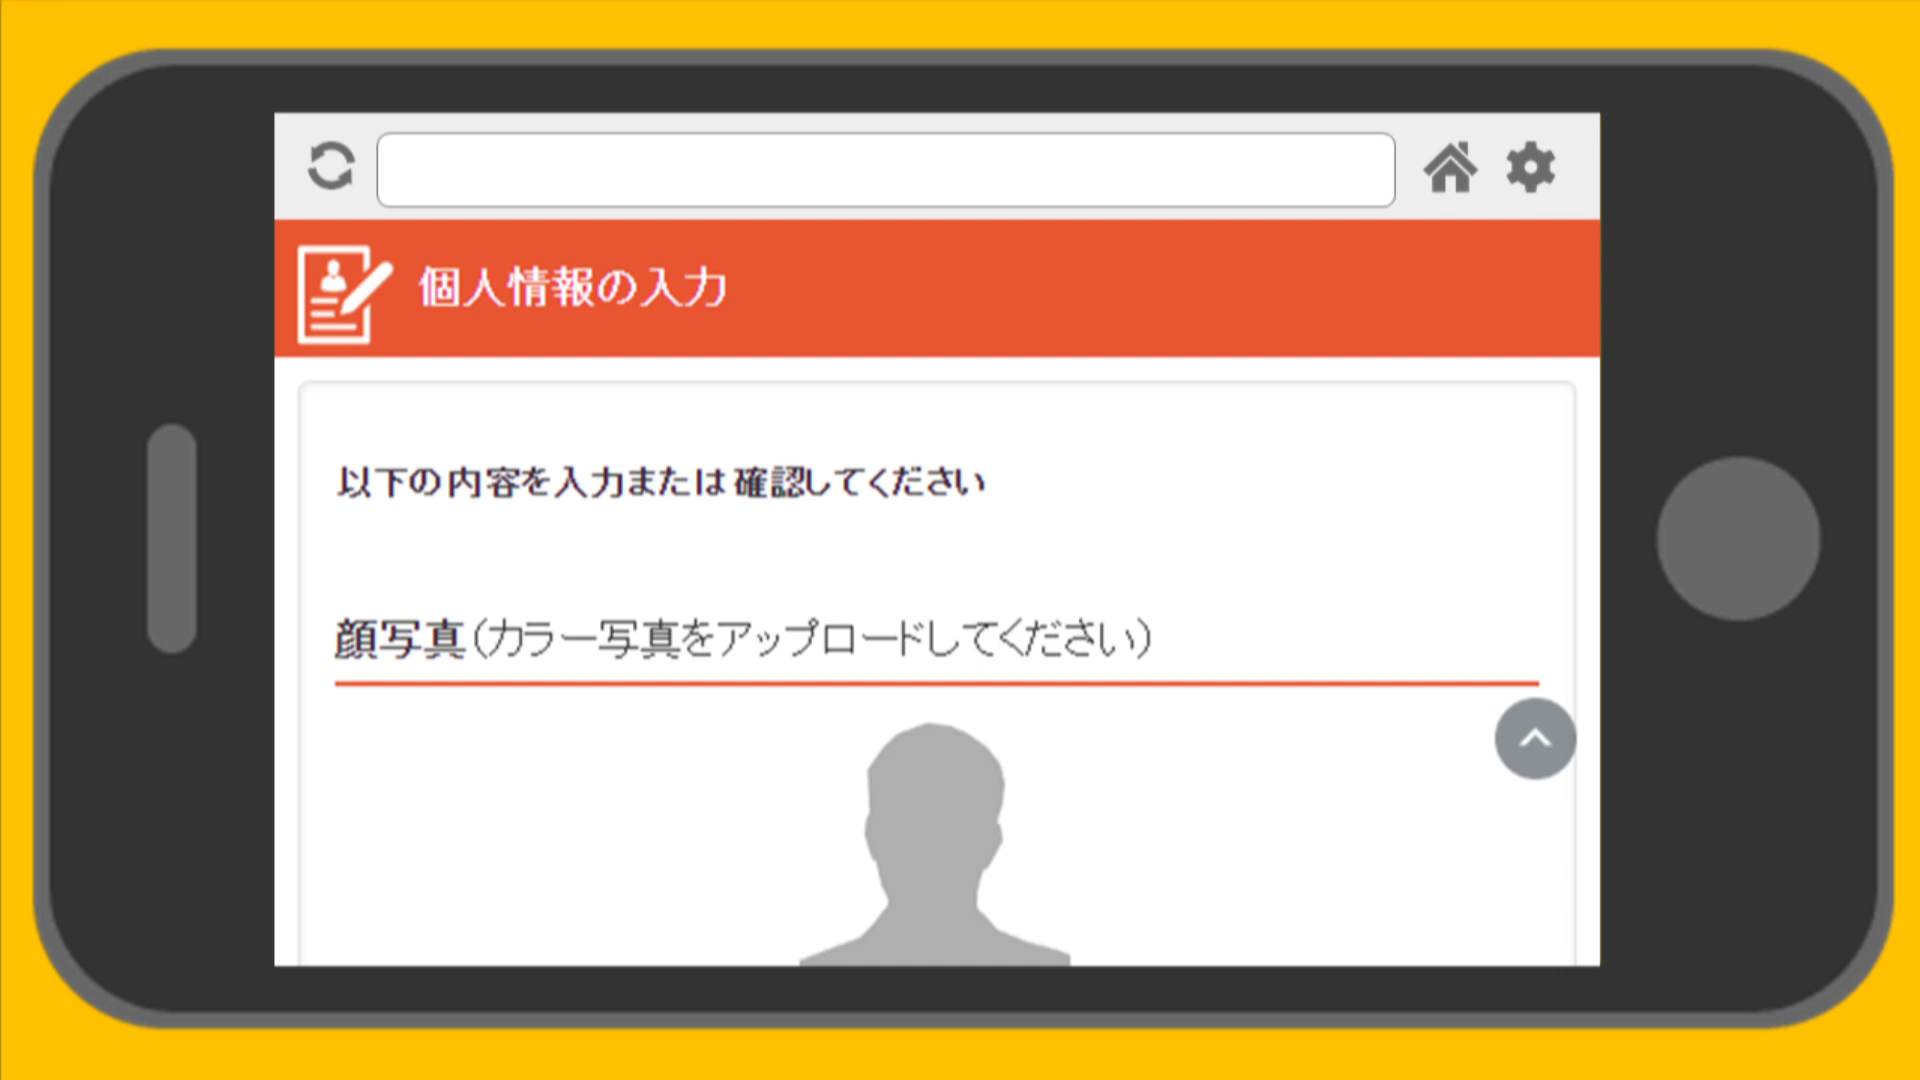 個人情報の入力
以下の内容を入力または確認してください
顔写真(カラー写真をアップロードしてください)